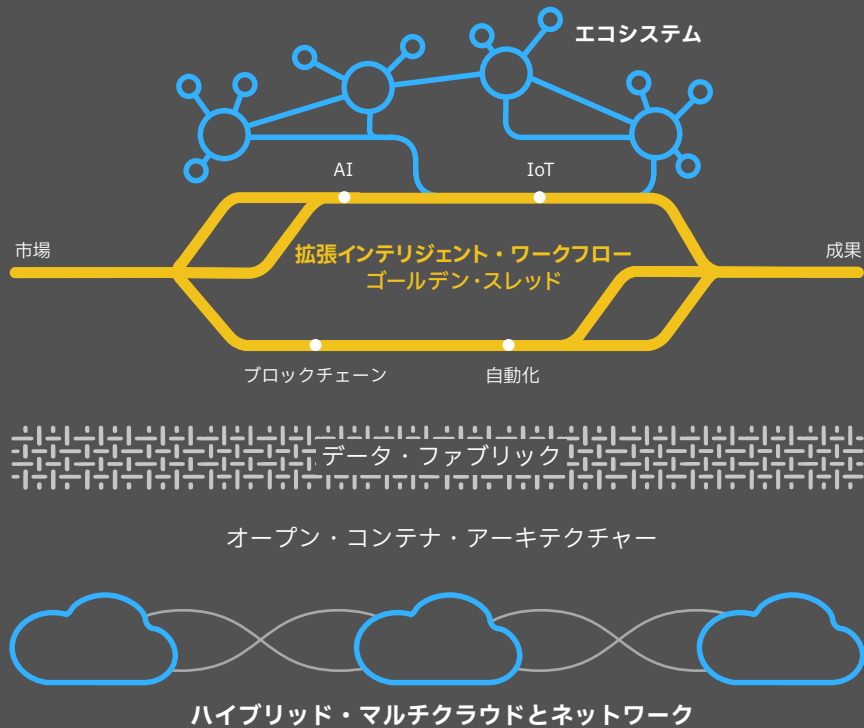 エコシステム
AI
IoT
市場
成果
拡張インテリジェント・ワークフロー
ゴールデン・スレッド
ブロックチェーン
自動化
データ・ファブリック
オープン・コンテナ・アーキテクチャー
ハイブリッド・マルチクラウドとネットワーク